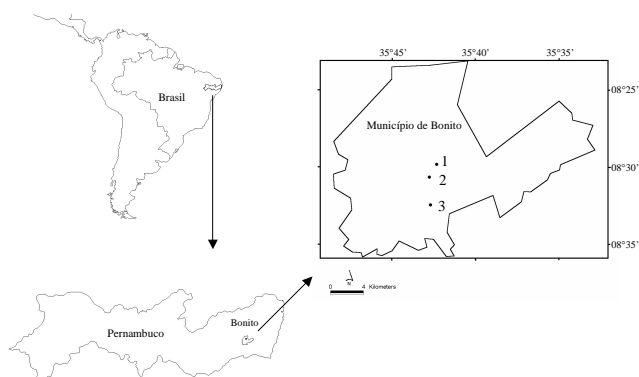 35°45'
35°40'
35°35'
Brasil
08°25'
Município de Bonito
1
08°30'
2
3
08°35'
N
0 4 Kilometers
Bonito
Pernambuco